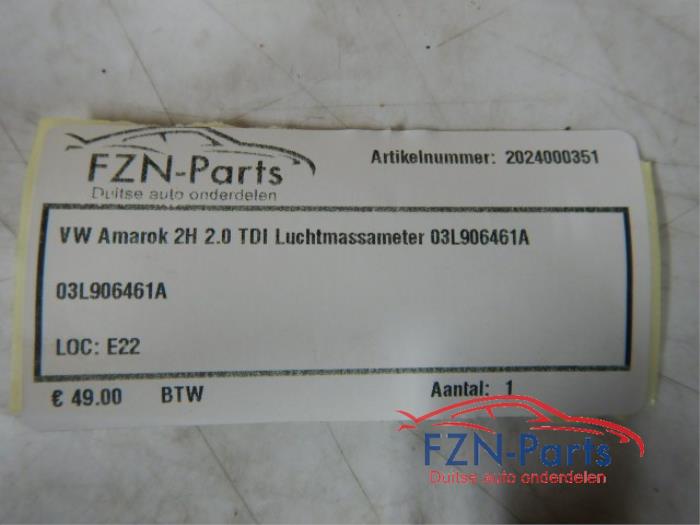 FZN-Parts
Duitse auto onderdelen
Artikelnummer: 2024000351
VW Amarok 2H 2.0 TDI Luchtmassameter 03L906461A
03L906461A
LOC: E22
€ 49.00 BTW Aantal: 1
FZN-Parts
Duitse auto onderdelen